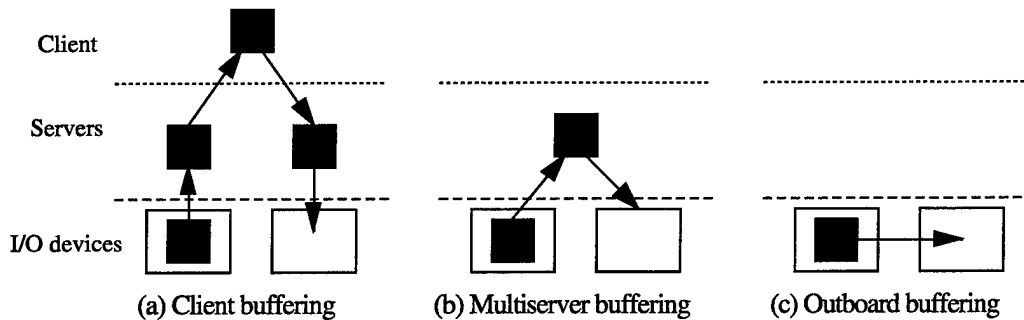 Client
Servers
I/O devices
(a) Client buffering
(b) Multiserver buffering
(c) Outboard buffering